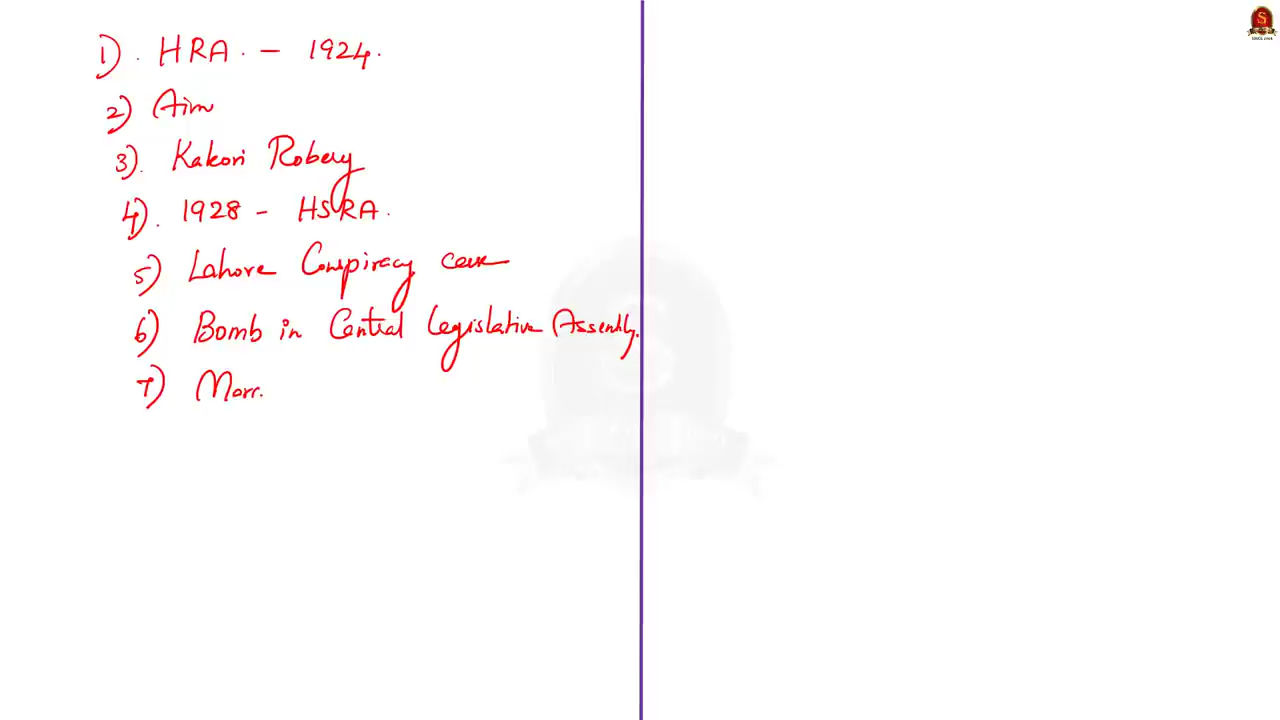 1). HRA. - 1924.
2) Aim
3). Kakori Robery
4). 1928 - HSRA.
5) Lahore Conspiracy case
6) Bomb in Central Legislative Assembly.
7) Morr.
S